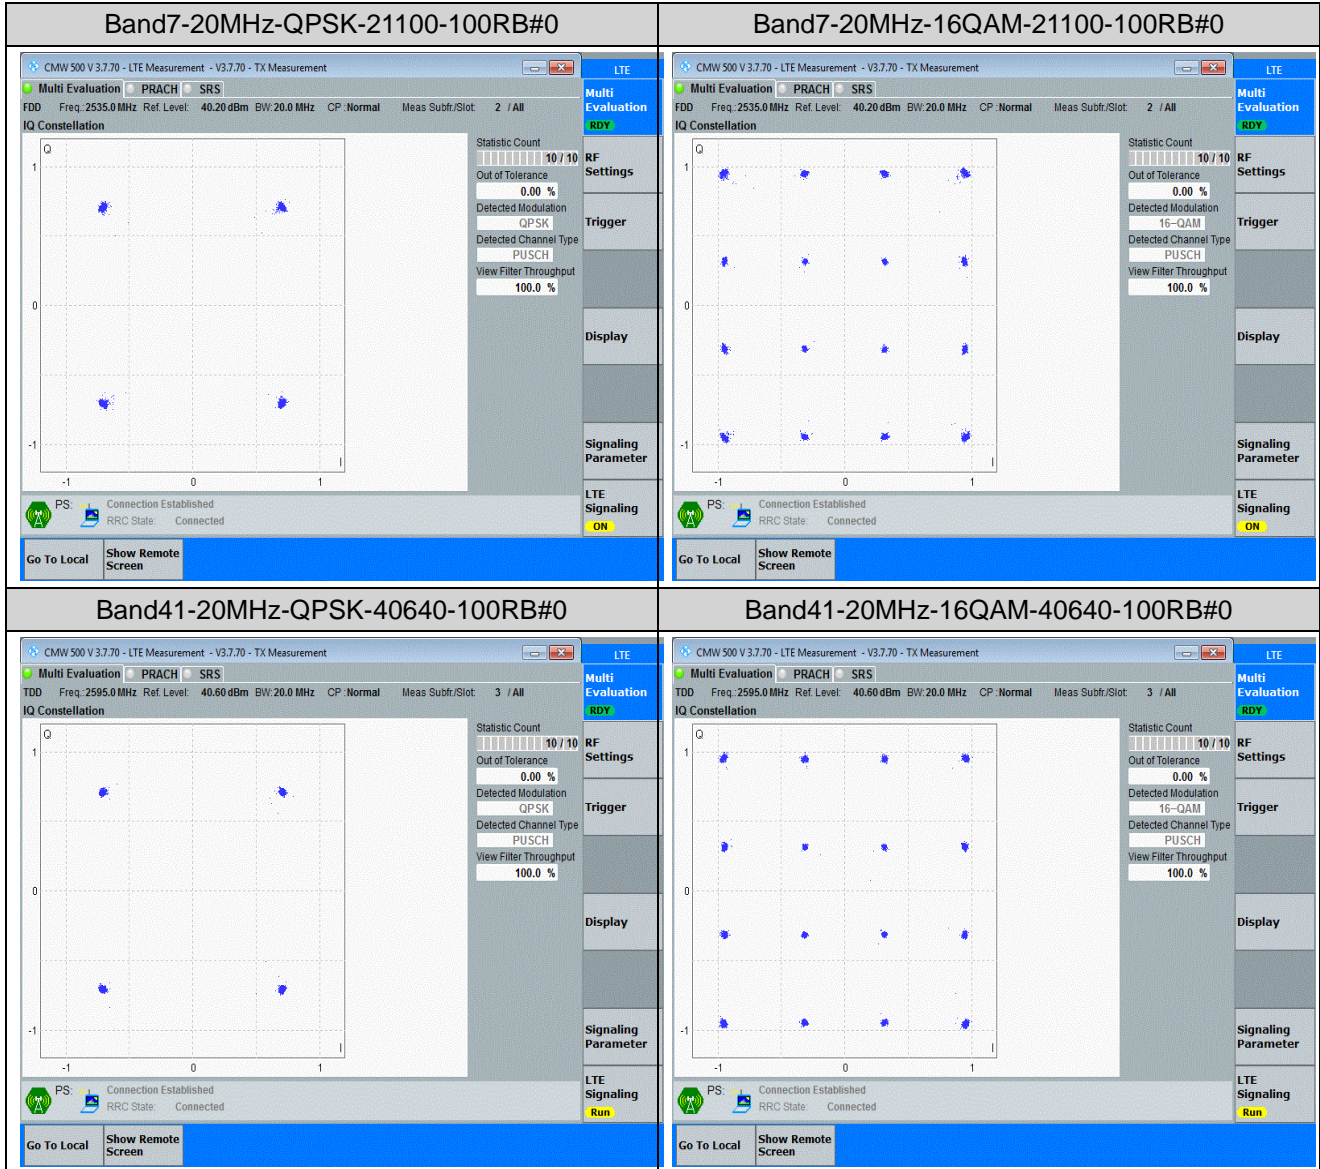 Band7-20MHz-QPSK-21100-100RB#0
CMW 500 V 3.7.70 - LTE Measurement - V3.7.70 - TX Measurement
LTE
Multi Evaluation PRACH SRS
FDD Freq.:2535.0 MHz Ref. Level: 40.20 dBm BW:20.0 MHz CP :Normal Meas Subfr./Slot: 2 / All
Multi Evaluation
RDY
IQ Constellation
Q
1
0
-1
I
-1 0 1
Statistic Count
10 / 10
Out of Tolerance
0.00 %
Detected Modulation
QPSK
Detected Channel Type
PUSCH
View Filter Throughput
100.0 %
RF Settings
Trigger
Display
Signaling Parameter
LTE Signaling
ON
PS: Connection Established
RRC State: Connected
Go To Local
Show Remote Screen
Band7-20MHz-16QAM-21100-100RB#0
CMW 500 V 3.7.70 - LTE Measurement - V3.7.70 - TX Measurement
LTE
Multi Evaluation PRACH SRS
FDD Freq.:2535.0 MHz Ref. Level: 40.20 dBm BW:20.0 MHz CP :Normal Meas Subfr./Slot: 2 / All
Multi Evaluation
RDY
IQ Constellation
Q
1
0
-1
I
-1 0 1
Statistic Count
10 / 10
Out of Tolerance
0.00 %
Detected Modulation
16-QAM
Detected Channel Type
PUSCH
View Filter Throughput
100.0 %
RF Settings
Trigger
Display
Signaling Parameter
LTE Signaling
ON
PS: Connection Established
RRC State: Connected
Go To Local
Show Remote Screen
Band41-20MHz-QPSK-40640-100RB#0
CMW 500 V 3.7.70 - LTE Measurement - V3.7.70 - TX Measurement
LTE
Multi Evaluation PRACH SRS
TDD Freq.:2595.0 MHz Ref. Level: 40.60 dBm BW:20.0 MHz CP :Normal Meas Subfr./Slot: 3 / All
Multi Evaluation
RDY
IQ Constellation
Q
1
0
-1
I
-1 0 1
Statistic Count
10 / 10
Out of Tolerance
0.00 %
Detected Modulation
QPSK
Detected Channel Type
PUSCH
View Filter Throughput
100.0 %
RF Settings
Trigger
Display
Signaling Parameter
LTE Signaling
Run
PS: Connection Established
RRC State: Connected
Go To Local
Show Remote Screen
Band41-20MHz-16QAM-40640-100RB#0
CMW 500 V 3.7.70 - LTE Measurement - V3.7.70 - TX Measurement
LTE
Multi Evaluation PRACH SRS
TDD Freq.:2595.0 MHz Ref. Level: 40.60 dBm BW:20.0 MHz CP :Normal Meas Subfr./Slot: 3 / All
Multi Evaluation
RDY
IQ Constellation
Q
1
0
-1
I
-1 0 1
Statistic Count
10 / 10
Out of Tolerance
0.00 %
Detected Modulation
16-QAM
Detected Channel Type
PUSCH
View Filter Throughput
100.0 %
RF Settings
Trigger
Display
Signaling Parameter
LTE Signaling
Run
PS: Connection Established
RRC State: Connected
Go To Local
Show Remote Screen